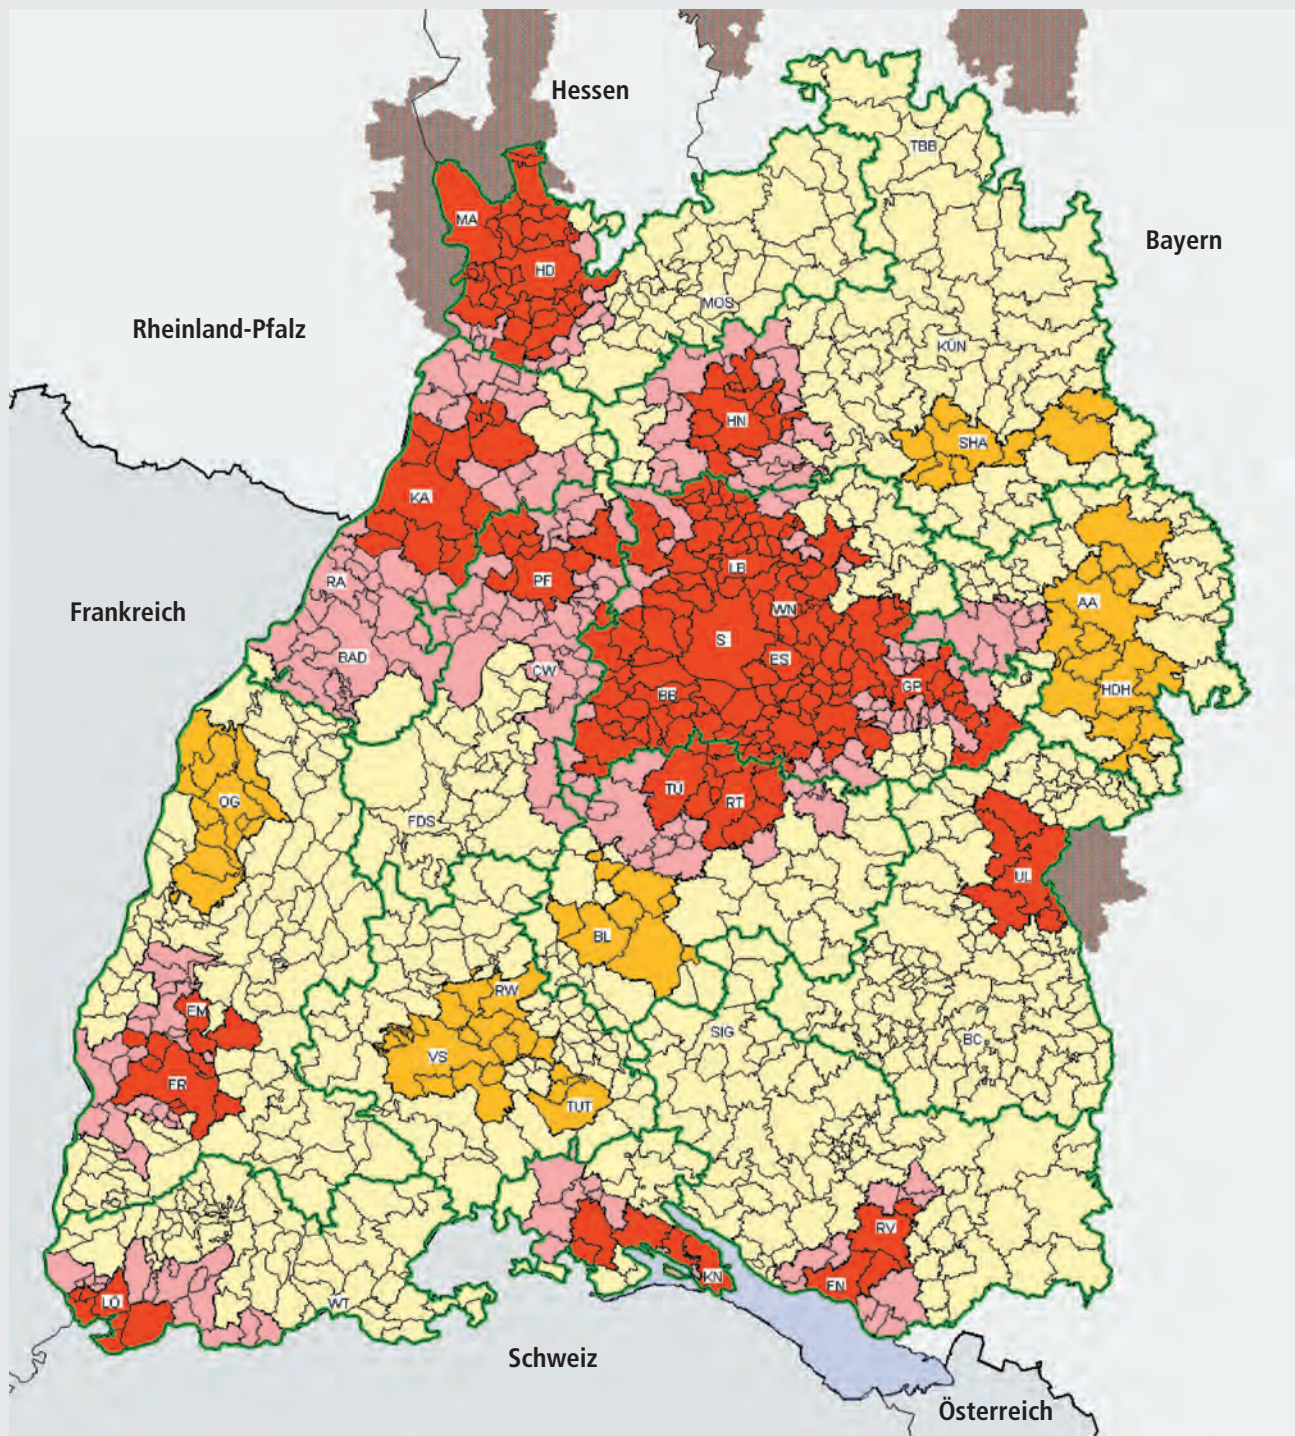 Hessen
TBB
MA
Bayern
HD
MOS
Rheinland-Pfalz
KÜN
HN
SHA
KA
LB
RA
PF
AA
WN
Frankreich
S
BAD
ES
CW
GP
HDH
BB
TÜ
OG
RT
FDS
UL
BL
RW
EM
SIG
BC
VS
FR
TUT
RV
KN
FN
LÖ
WT
Schweiz
Österreich